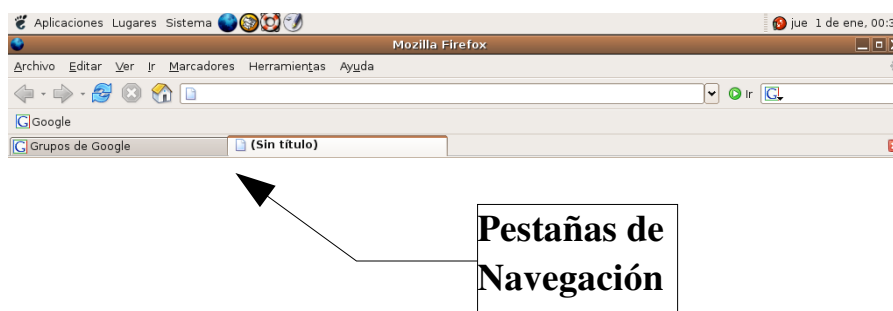 Aplicaciones Lugares Sistema jue 1 de ene, 00:3
Mozilla Firefox
Archivo Editar Ver Ir Marcadores Herramientas Ayuda
Ir G
G Google
G Grupos de Google (Sin título)
Pestañas de
Navegación